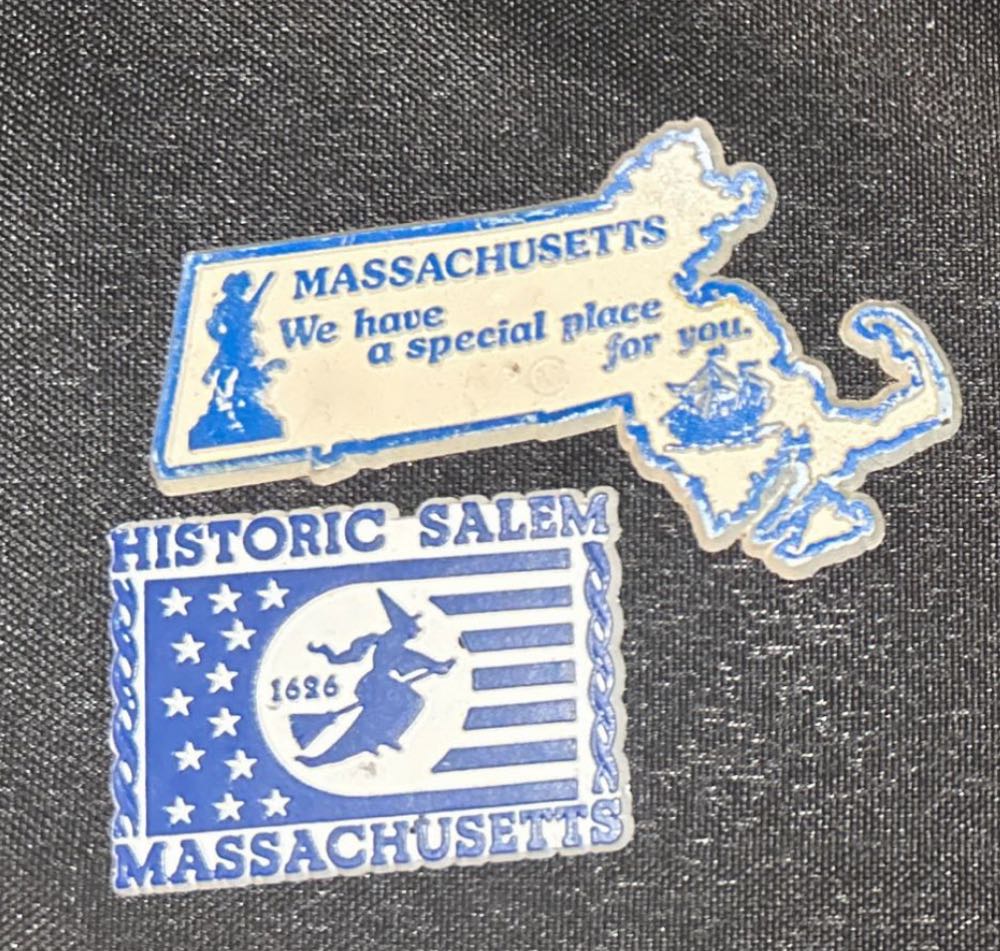 MASSACHUSETTS
We have
a special place
for you.
HISTORIC SALEM
1626
MASSACHUSETTS